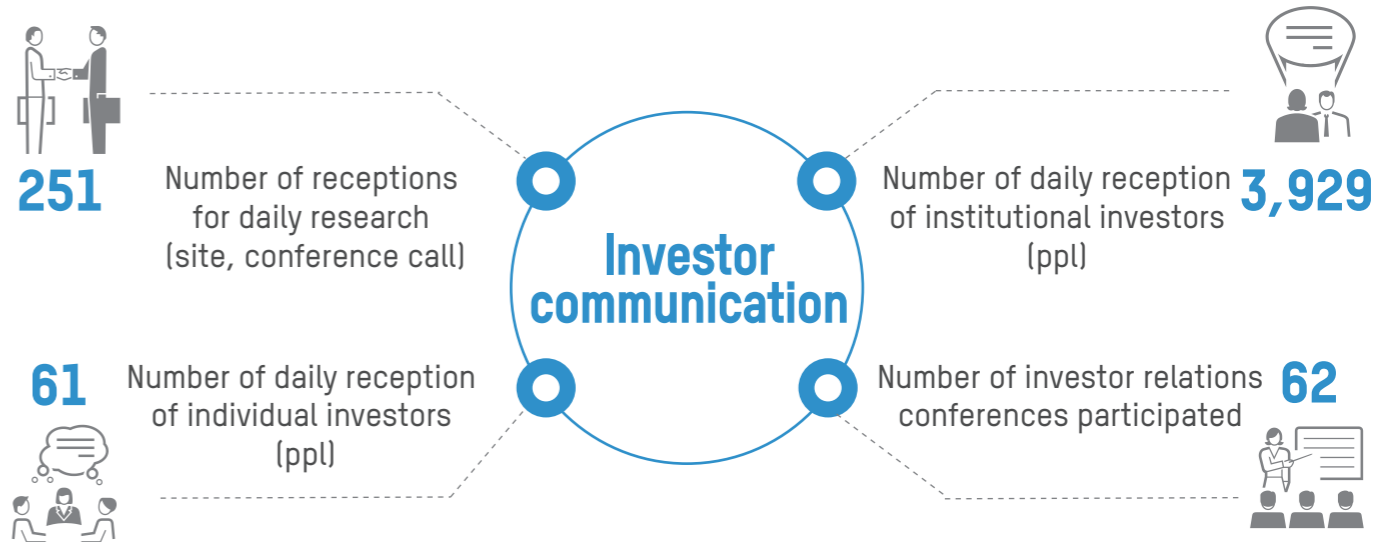 251
Number of receptions
for daily research
(site, conference call)
Number of daily reception
of institutional investors
(ppl)
3,929
Investor
communication
61
Number of daily reception
of individual investors
(ppl)
Number of investor relations
conferences participated
62